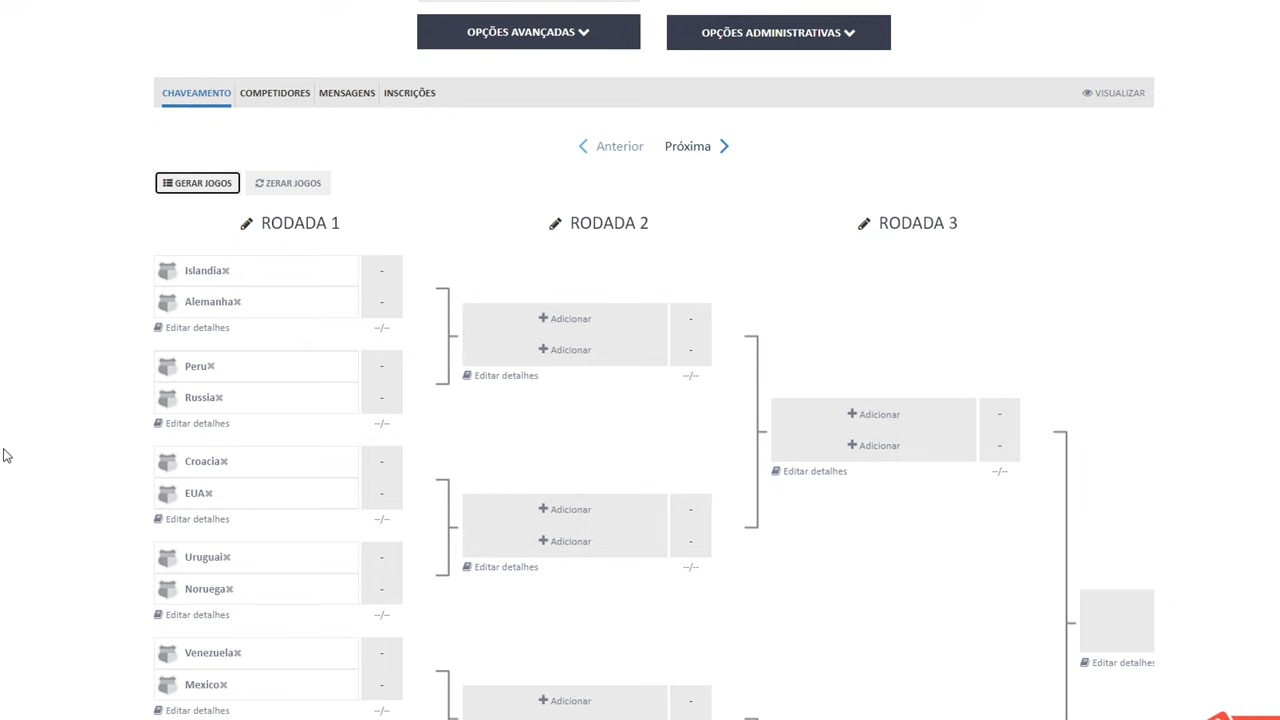 OPÇÕES AVANÇADAS
OPÇÕES ADMINISTRATIVAS
CHAVEAMENTO COMPETIDORES MENSAGENS INSCRIÇÕES VISUALIZAR
Anterior Próxima
GERAR JOGOS ZERAR JOGOS
RODADA 1 RODADA 2 RODADA 3
Islandia -
Alemanha -
Editar detalhes --/--
Adicionar -
Adicionar -
Editar detalhes --/--
Peru -
Russia -
Editar detalhes --/--
Adicionar -
Adicionar -
Editar detalhes --/--
Croacia -
EUA -
Editar detalhes --/--
Adicionar -
Adicionar -
Editar detalhes --/--
Uruguai -
Noruega -
Editar detalhes --/--
Editar detalhes
Venezuela -
Mexico -
Editar detalhes --/--
Adicionar -